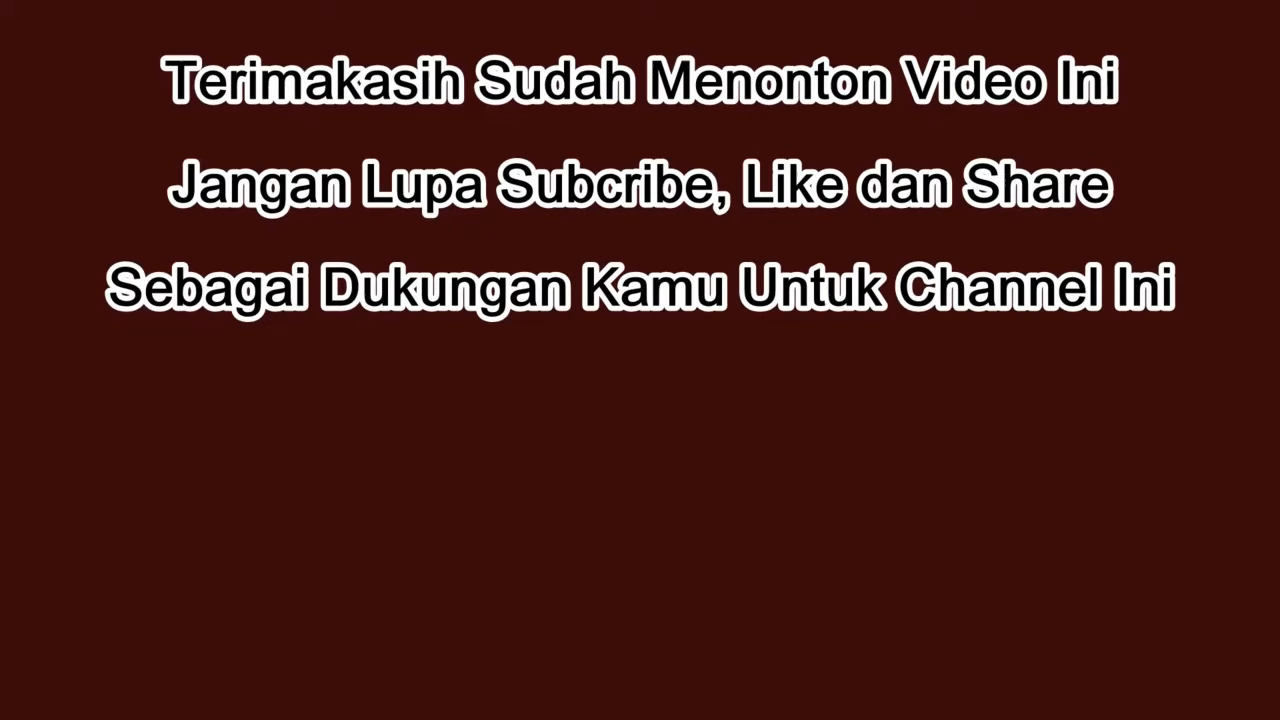 Terimakasih Sudah Menonton Video Ini
Jangan Lupa Subcribe, Like dan Share
Sebagai Dukungan Kamu Untuk Channel Ini